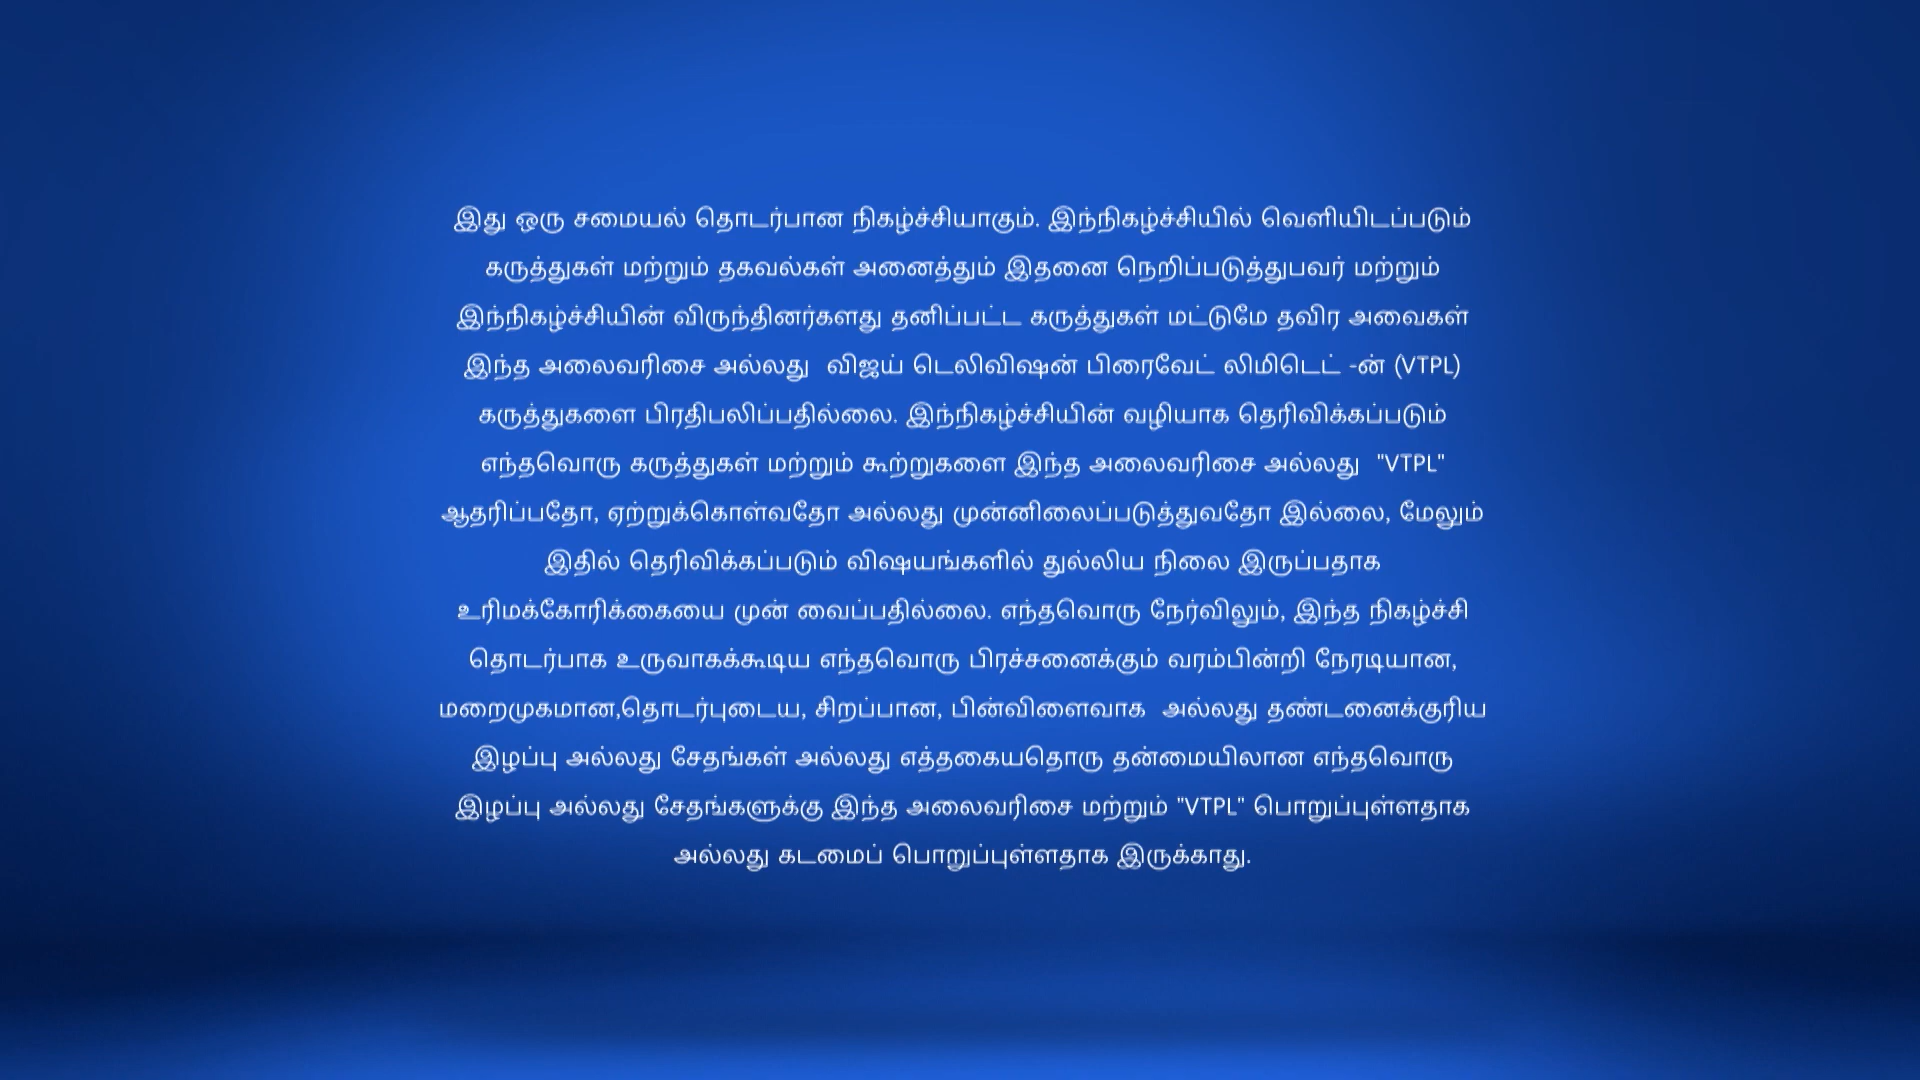 இது ஒரு சமையல் தொடர்பான நிகழ்ச்சியாகும். இந்நிகழ்ச்சியில் வெளியிடப்படும்
கருத்துகள் மற்றும் தகவல்கள் அனைத்தும் இதனை நெறிப்படுத்துபவர் மற்றும்
இந்நிகழ்ச்சியின் விருந்தினர்களது தனிப்பட்ட கருத்துகள் மட்டுமே தவிர அவைகள்
இந்த அலைவரிசை அல்லது  விஜய் டெலிவிஷன் பிரைவேட் லிமிடெட் -ன் (VTPL)
கருத்துகளை பிரதிபலிப்பதில்லை. இந்நிகழ்ச்சியின் வழியாக தெரிவிக்கப்படும்
எந்தவொரு கருத்துகள் மற்றும் கூற்றுகளை இந்த அலைவரிசை அல்லது  "VTPL"
ஆதரிப்பதோ, ஏற்றுக்கொள்வதோ அல்லது முன்னிலைப்படுத்துவதோ இல்லை, மேலும்
இதில் தெரிவிக்கப்படும் விஷயங்களில் துல்லிய நிலை இருப்பதாக
உரிமக்கோரிக்கையை முன் வைப்பதில்லை. எந்தவொரு நேர்விலும், இந்த நிகழ்ச்சி
தொடர்பாக உருவாகக்கூடிய எந்தவொரு பிரச்சனைக்கும் வரம்பின்றி நேரடியான,
மறைமுகமான,தொடர்புடைய, சிறப்பான, பின்விளைவாக  அல்லது தண்டனைக்குரிய
இழப்பு அல்லது சேதங்கள் அல்லது எத்தகையதொரு தன்மையிலான எந்தவொரு
இழப்பு அல்லது சேதங்களுக்கு இந்த அலைவரிசை மற்றும் "VTPL" பொறுப்புள்ளதாக
அல்லது கடமைப் பொறுப்புள்ளதாக இருக்காது.